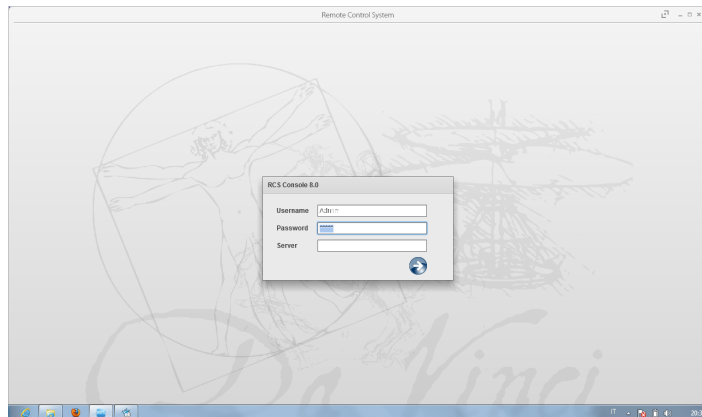 Remote Control System
RCS Console 8.0
Username
Password
Server
Da Vinci
IT